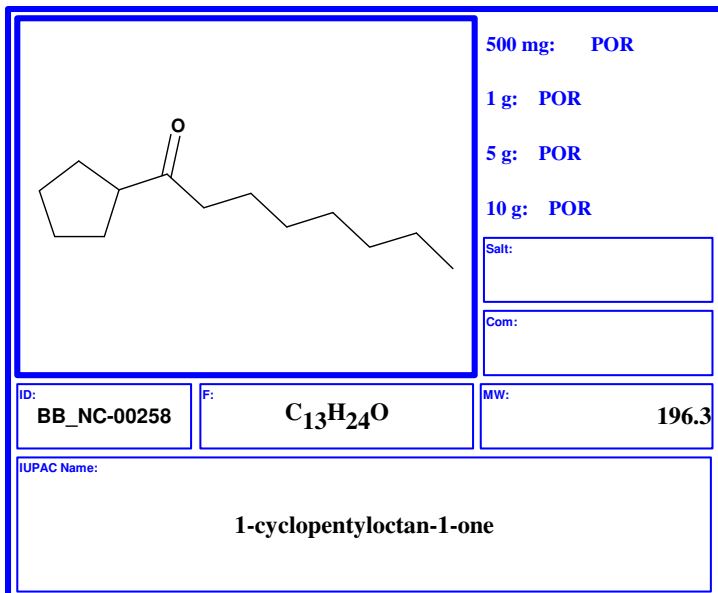 O
500 mg: POR
1 g: POR
5 g: POR
10 g: POR
Salt:
Com:
ID:
BB_NC-00258
F:
C13H24O
MW:
196.3
IUPAC Name:
1-cyclopentyloctan-1-one